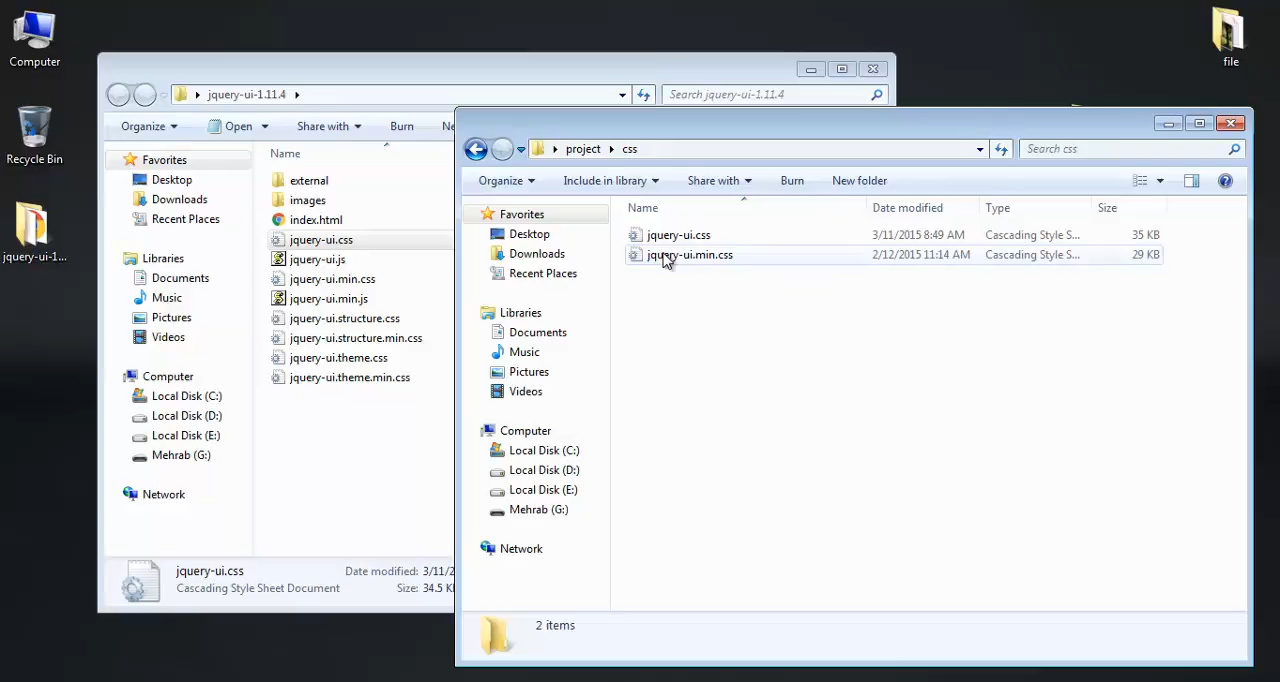 Computer
Recycle Bin
jquery-ui-1...
file
jquery-ui-1.11.4
Search jquery-ui-1.11.4
Organize
Open
Share with
Burn
Favorites
Desktop
Downloads
Recent Places
Libraries
Documents
Music
Pictures
Videos
Computer
Local Disk (C:)
Local Disk (D:)
Local Disk (E:)
Mehrab (G:)
Network
Name
external
images
index.html
jquery-ui.css
jquery-ui.js
jquery-ui.min.css
jquery-ui.min.js
jquery-ui.structure.css
jquery-ui.structure.min.css
jquery-ui.theme.css
jquery-ui.theme.min.css
jquery-ui.css
Date modified: 3/11/2
Cascading Style Sheet Document
Size: 34.5 K
project css
Search css
Organize
Include in library
Share with
Burn
New folder
Favorites
Desktop
Downloads
Recent Places
Libraries
Documents
Music
Pictures
Videos
Computer
Local Disk (C:)
Local Disk (D:)
Local Disk (E:)
Mehrab (G:)
Network
Name Date modified Type Size
jquery-ui.css 3/11/2015 8:49 AM Cascading Style S... 35 KB
jquery-ui.min.css 2/12/2015 11:14 AM Cascading Style S... 29 KB
2 items